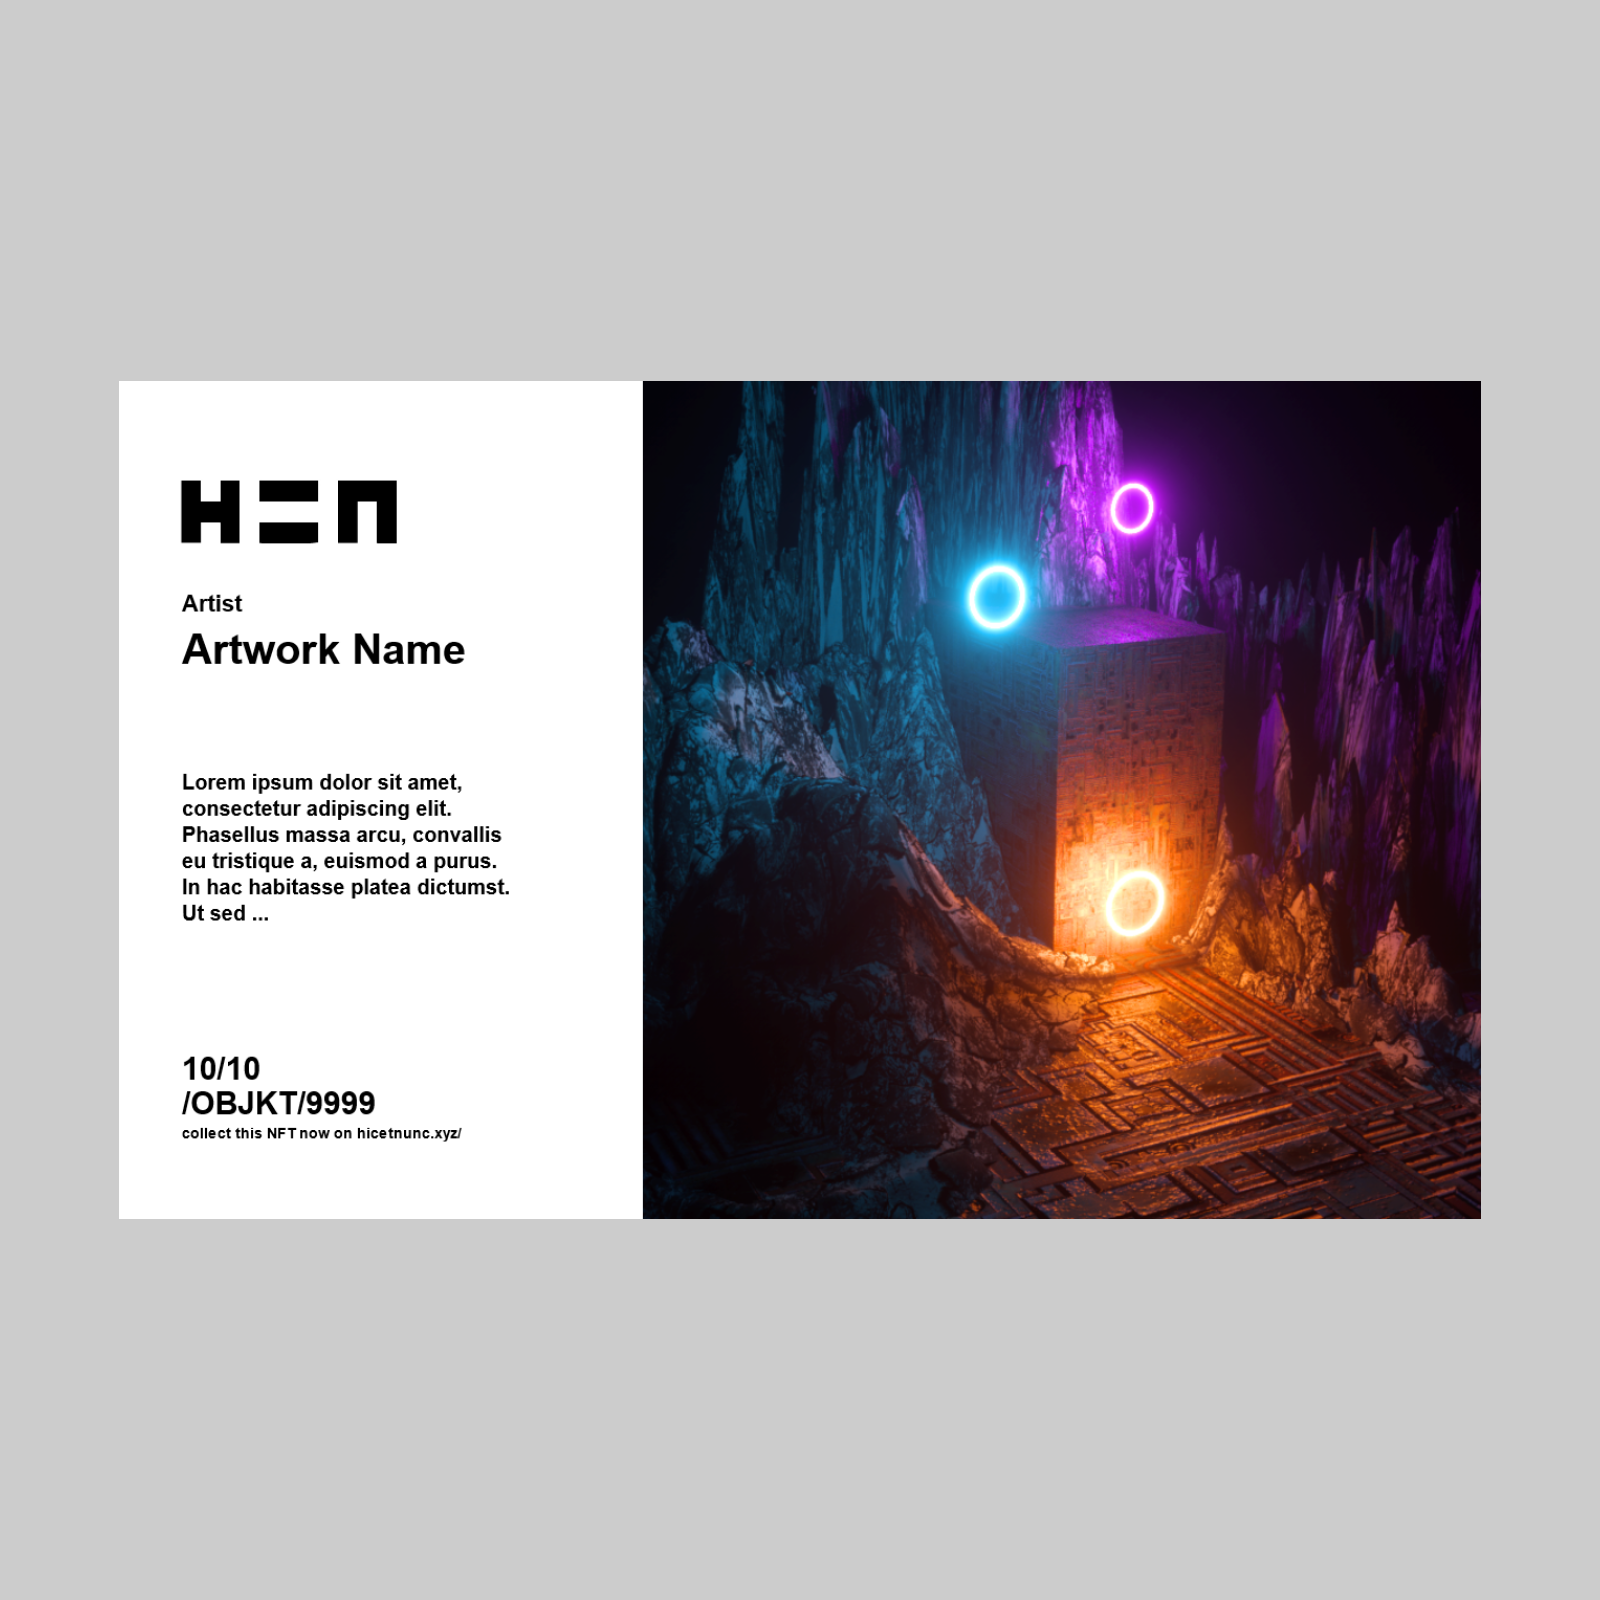 HEN
Artist
Artwork Name
Lorem ipsum dolor sit amet,
consectetur adipiscing elit.
Phasellus massa arcu, convallis
eu tristique a, euismod a purus.
In hac habitasse platea dictumst.
Ut sed ...
10/10
/OBJKT/9999
collect this NFT now on hicetnunc.xyz/